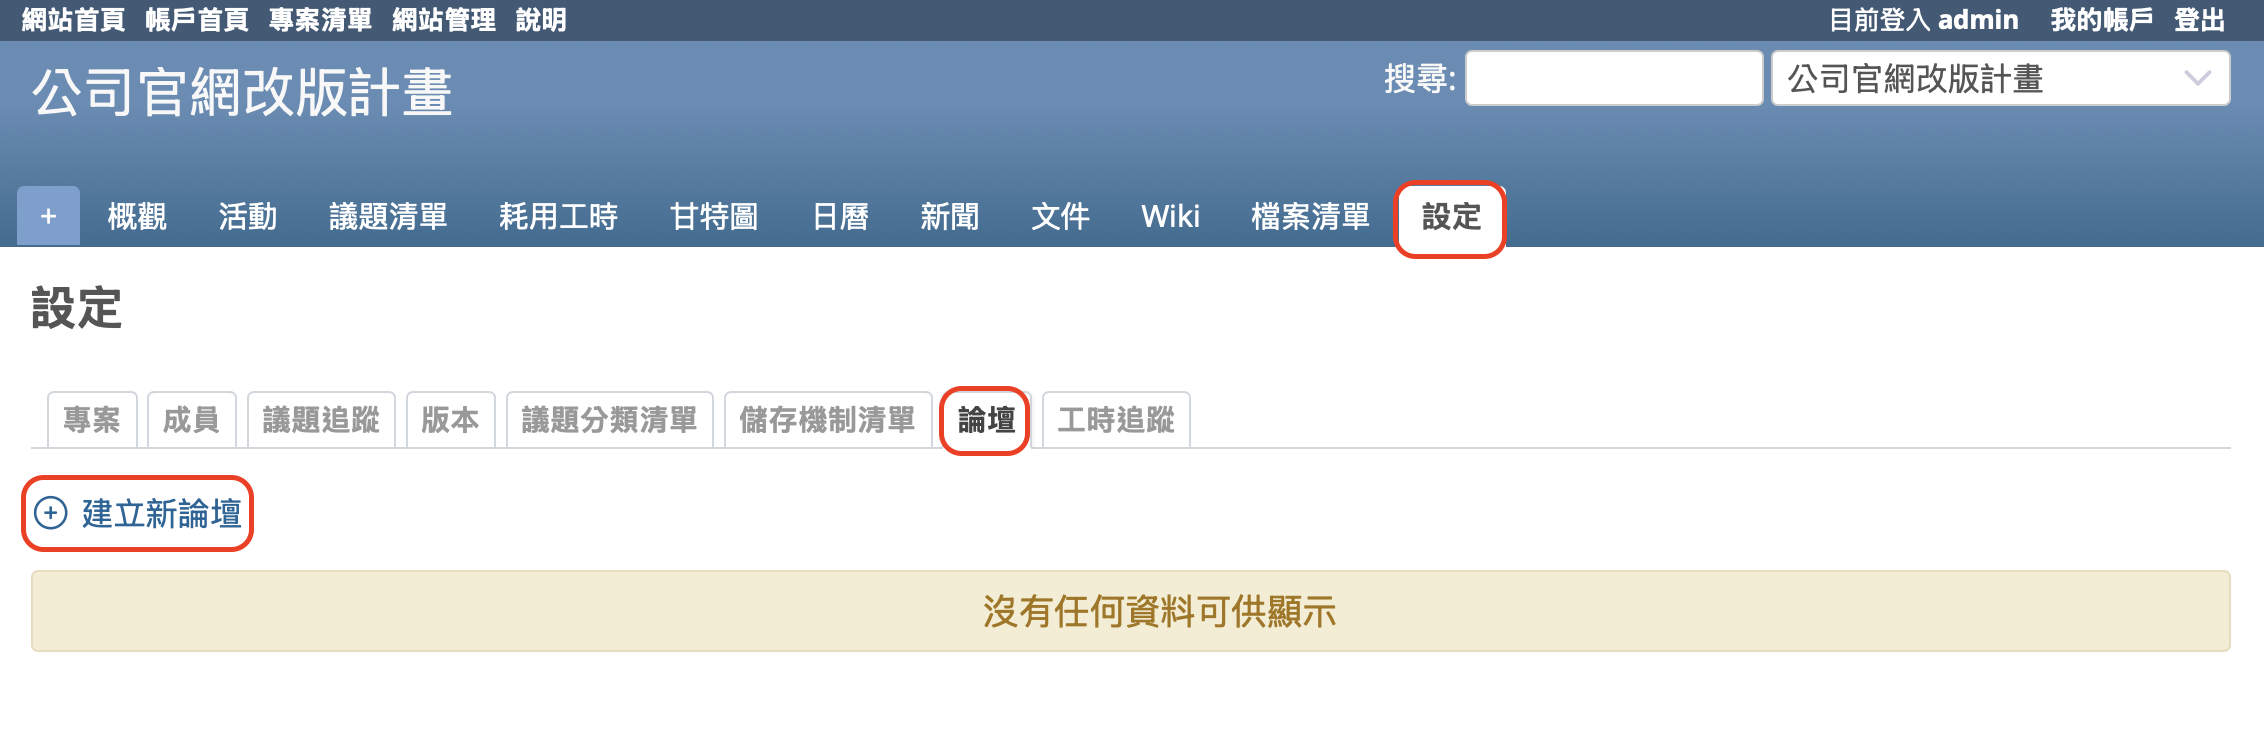 網站首頁 帳戶首頁 專案清單 網站管理 說明 目前登入 admin 我的帳戶 登出
公司官網改版計畫 搜尋: 公司官網改版計畫
+ 概觀 活動 議題清單 耗用工時 甘特圖 日曆 新聞 文件 Wiki 檔案清單 設定
設定
專案 成員 議題追蹤 版本 議題分類清單 儲存機制清單 論壇 工時追蹤
建立新論壇
沒有任何資料可供顯示